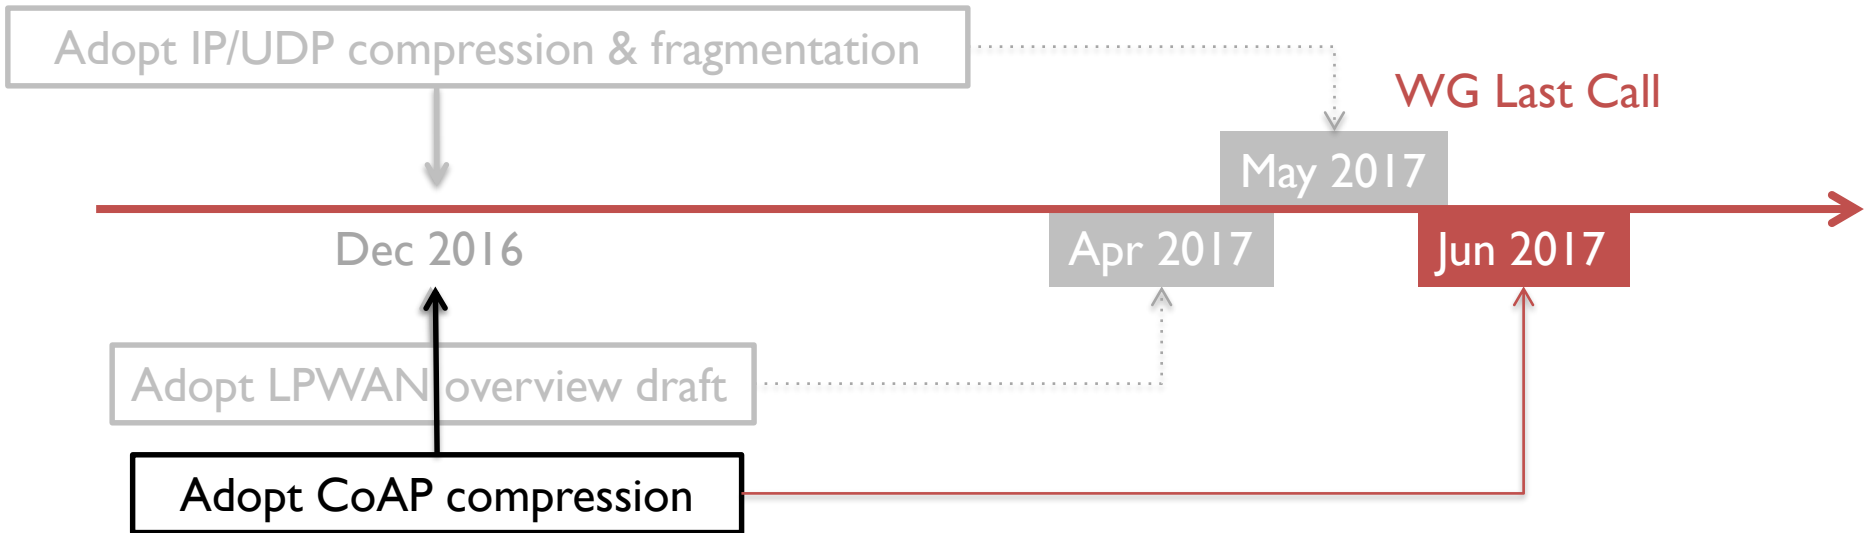 Adopt IP/UDP compression & fragmentation
WG Last Call
May 2017
Dec 2016
Apr 2017
Jun 2017
Adopt LPWAN overview draft
Adopt CoAP compression